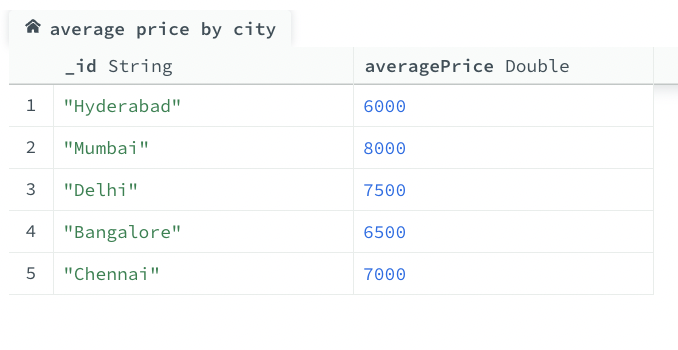 average price by city
_id String averagePrice Double
1 "Hyderabad" 6000
2 "Mumbai" 8000
3 "Delhi" 7500
4 "Bangalore" 6500
5 "Chennai" 7000